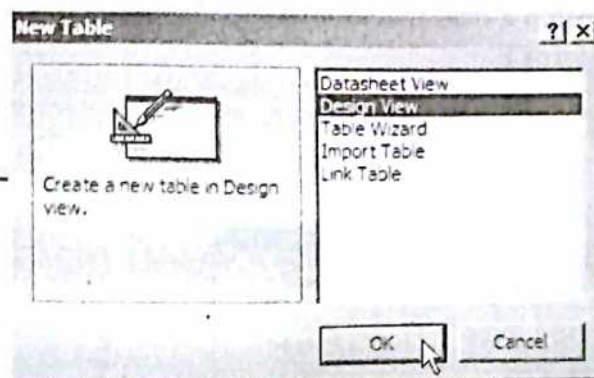 New Table
? ×
Create a new table in Design
view.
Datasheet View
Design View
Table Wizard
Import Table
Link Table
OK
Cancel